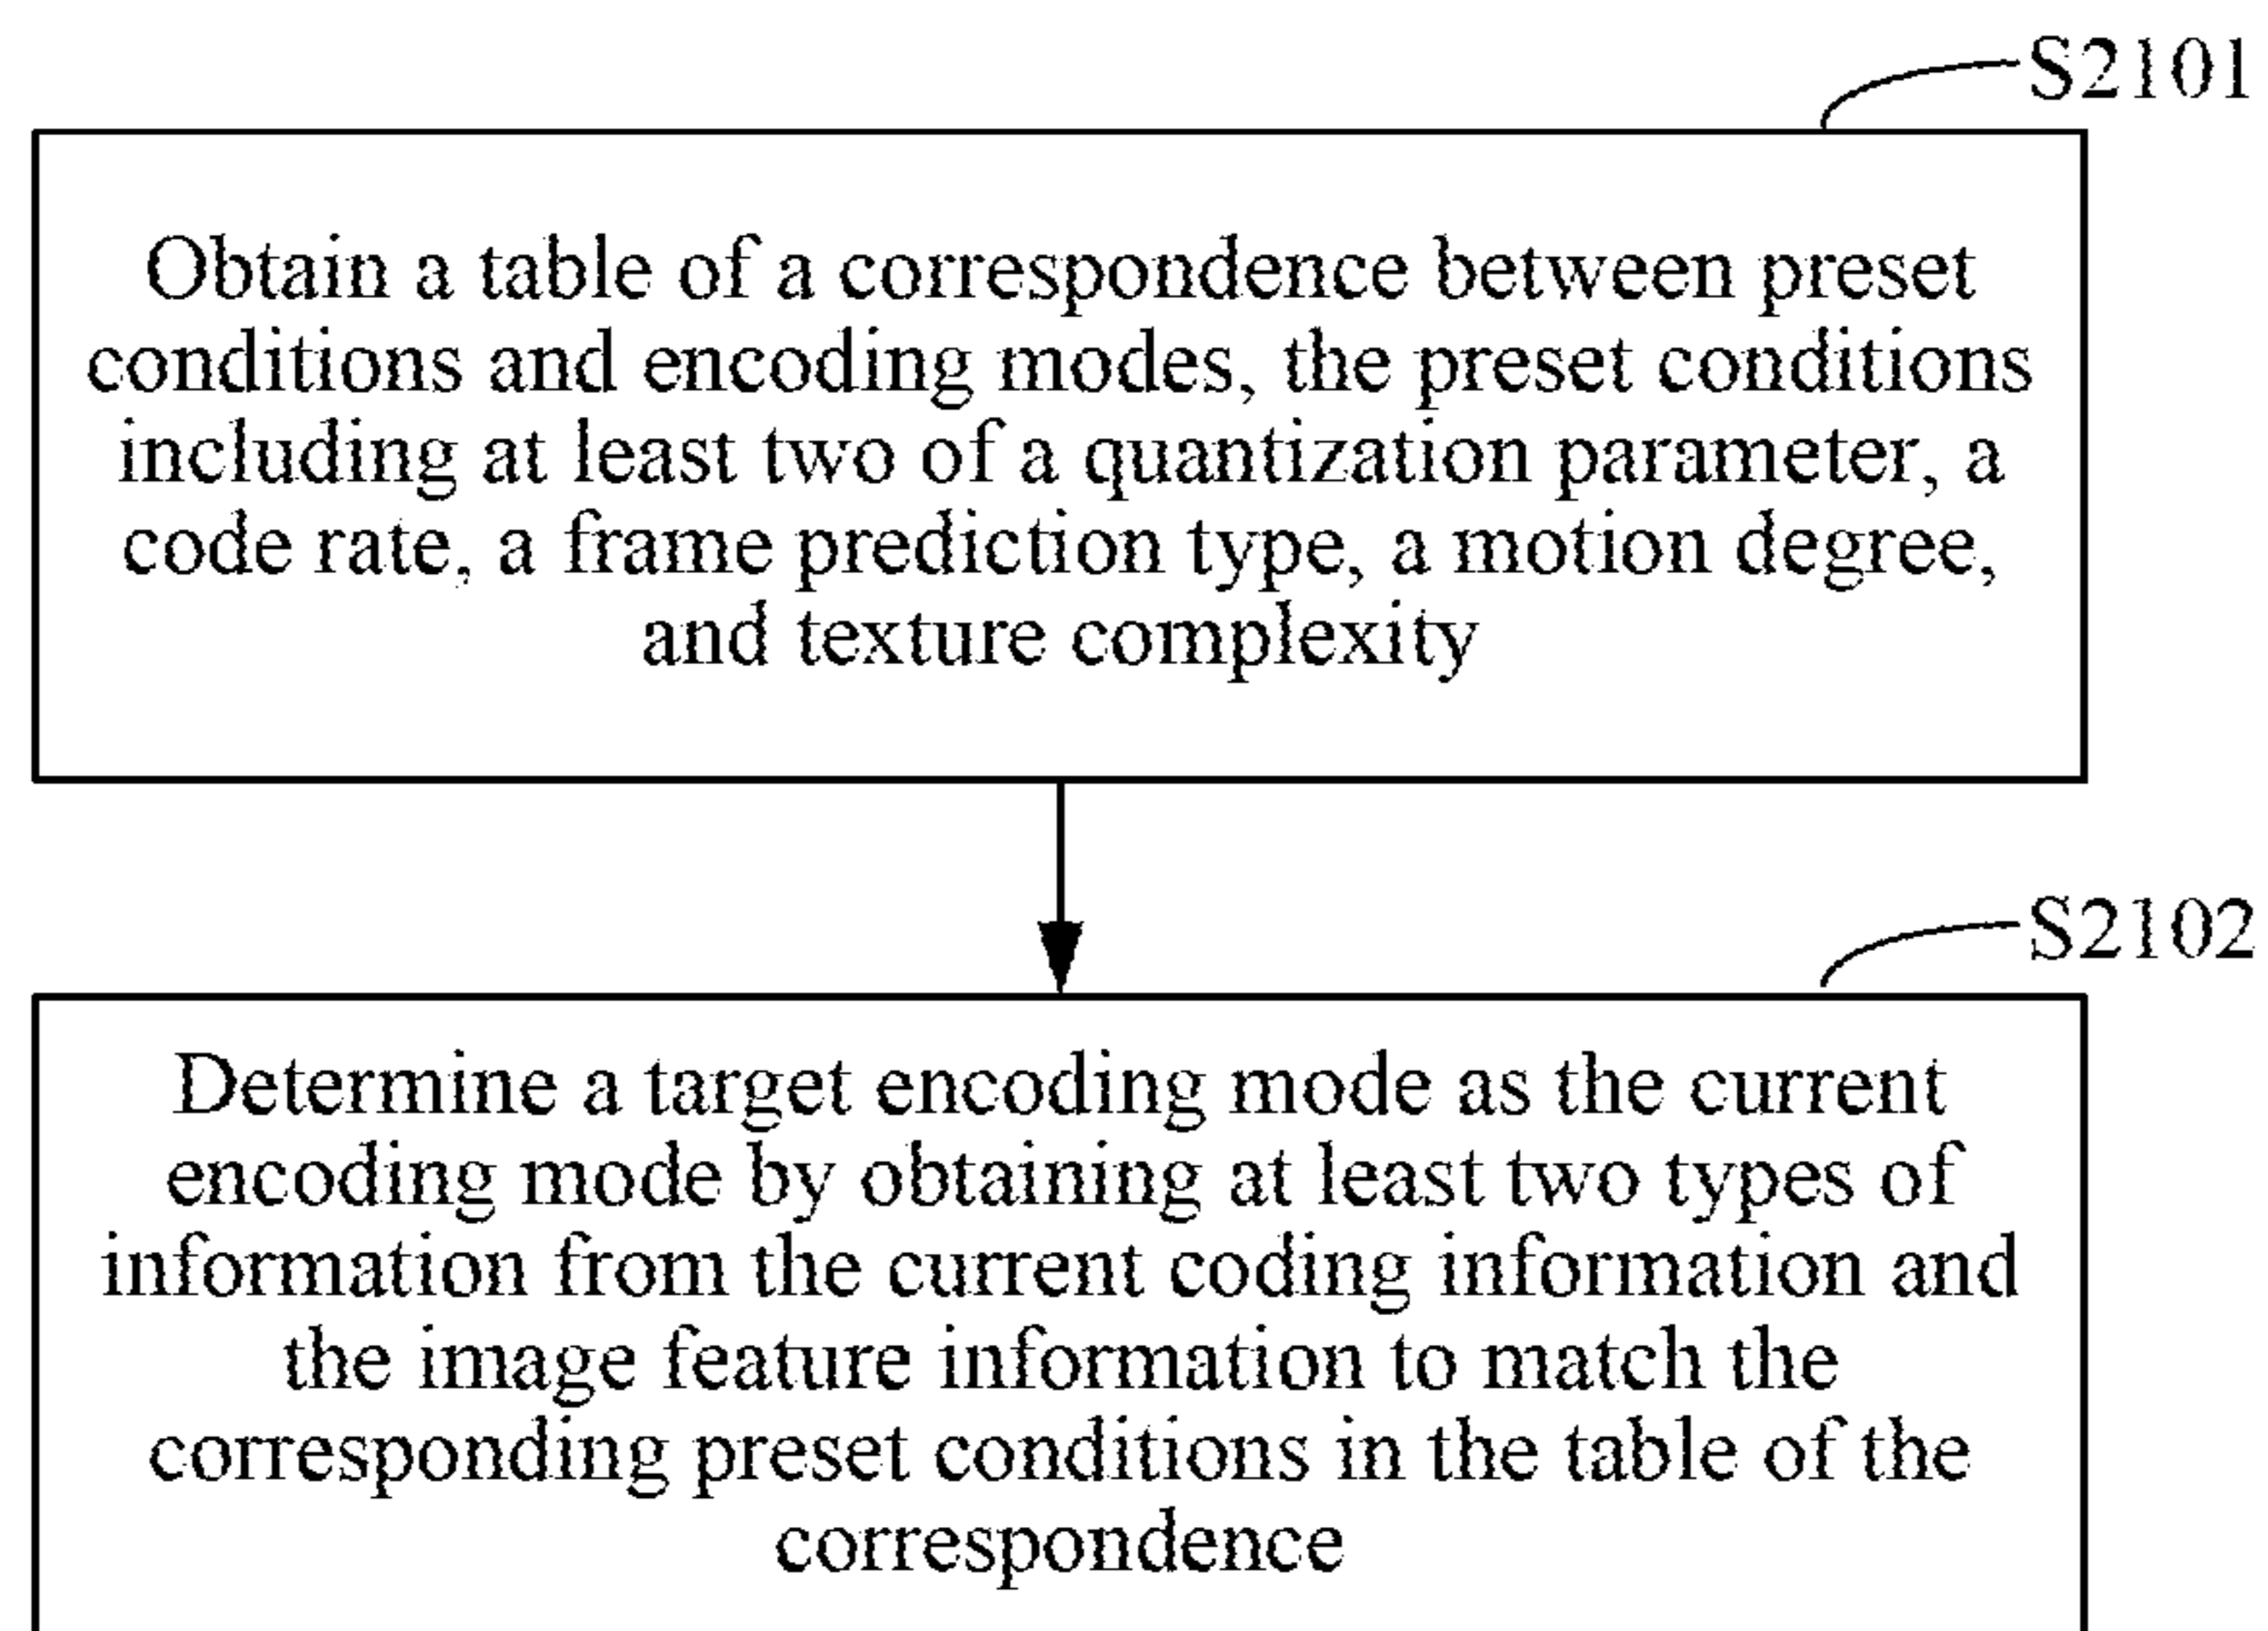 S2101
Obtain a table of a correspondence between preset
conditions and encoding modes, the preset conditions
including at least two of a quantization parameter, a
code rate, a frame prediction type, a motion degree,
and texture complexity
S2102
Determine a target encoding mode as the current
encoding mode by obtaining at least two types of
information from the current coding information and
the image feature information to match the
corresponding preset conditions in the table of the
correspondence